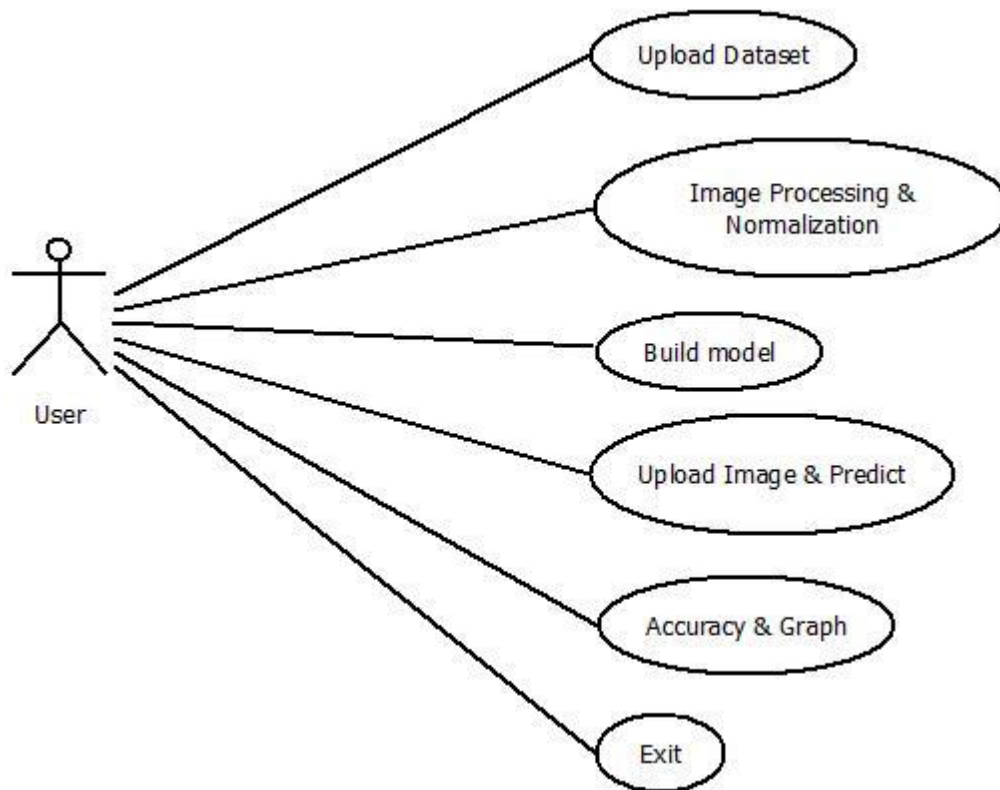 Upload Dataset
Image Processing &
Normalization
Build model
User
Upload Image & Predict
Accuracy & Graph
Exit